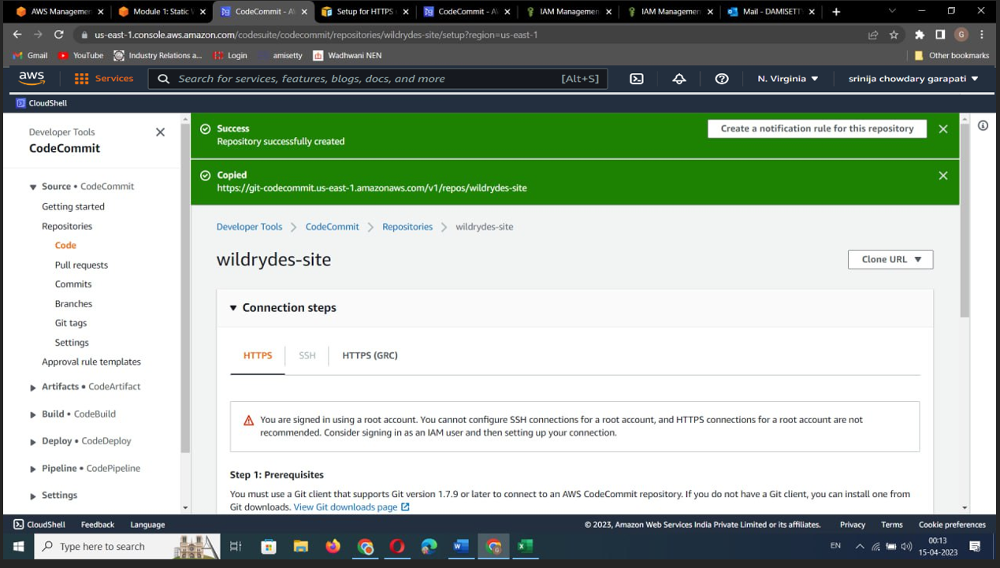 AWS Managemen
Module 1: Static V
CodeCommit - A
Setup for HTTPS
CodeCommit - A
IAM Managemen
IAM Managemen
Mail - DAMISETT
us-east-1.console.aws.amazon.com/codesuite/codecommit/repositories/wildrydes-site/setup?region=us-east-1
G
Gmail
YouTube
Industry Relations a...
Login
amisetty
Wadhwani NEN
Other bookmarks
aws
Services
Search for services, features, blogs, docs, and more
[Alt+S]
N. Virginia
srinija chowdary garapati
CloudShell
Developer Tools
CodeCommit
Source • CodeCommit
Getting started
Repositories
Code
Pull requests
Commits
Branches
Git tags
Settings
Approval rule templates
Artifacts • CodeArtifact
Build • CodeBuild
Deploy • CodeDeploy
Pipeline • CodePipeline
Settings
Success
Repository successfully created
Create a notification rule for this repository
Copied
https://git-codecommit.us-east-1.amazonaws.com/v1/repos/wildrydes-site
Developer Tools > CodeCommit > Repositories > wildrydes-site
wildrydes-site
Clone URL
Connection steps
HTTPS
SSH
HTTPS (GRC)
You are signed in using a root account. You cannot configure SSH connections for a root account, and HTTPS connections for a root account are not
recommended. Consider signing in as an IAM user and then setting up your connection.
Step 1: Prerequisites
You must use a Git client that supports Git version 1.7.9 or later to connect to an AWS CodeCommit repository. If you do not have a Git client, you can install one from
Git downloads. View Git downloads page
CloudShell
Feedback
Language
© 2023, Amazon Web Services India Private Limited or its affiliates.
Privacy
Terms
Cookie preferences
Type here to search
EN
00:13
15-04-2023